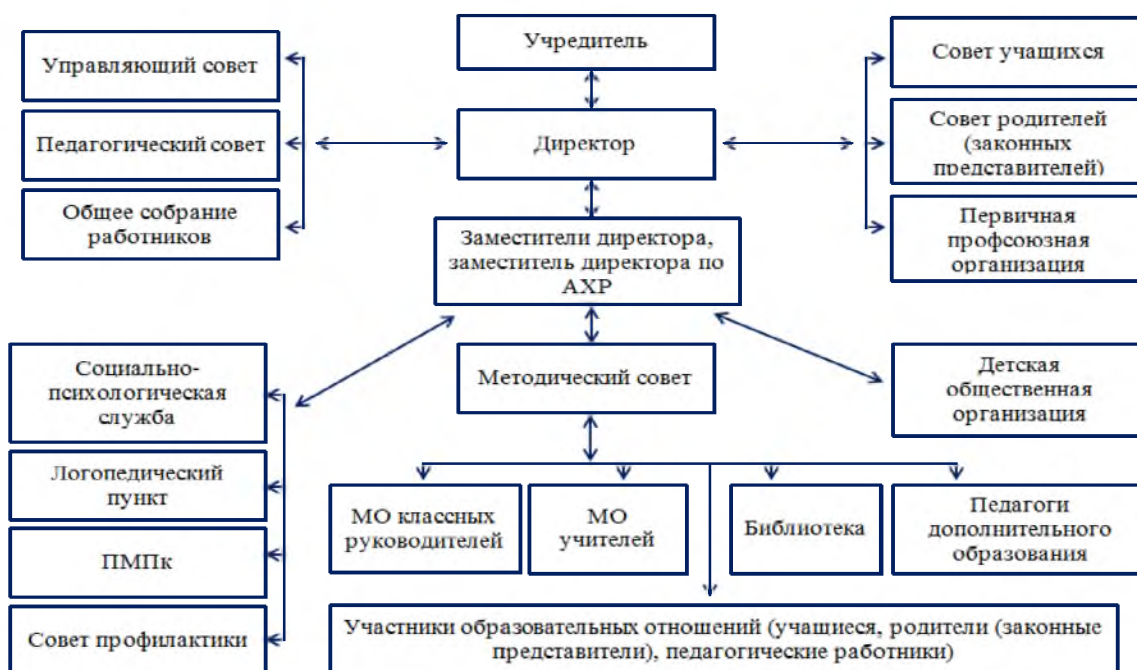 Учредитель
Управляющий совет
Совет учащихся
Педагогический совет
Директор
Совет родителей
(законных
представителей)
Общее собрание
работников
Заместители директора,
заместитель директора по
АХР
Первичная
профсоюзная
организация
Социально-
психологическая
служба
Методический совет
Детская
общественная
организация
Логопедический
пункт
МО классных
руководителей
МО
учителей
Библиотека
Педагоги
дополнительного
образования
ПМПк
Совет профилактики
Участники образовательных отношений (учащиеся, родители (законные
представители), педагогические работники)